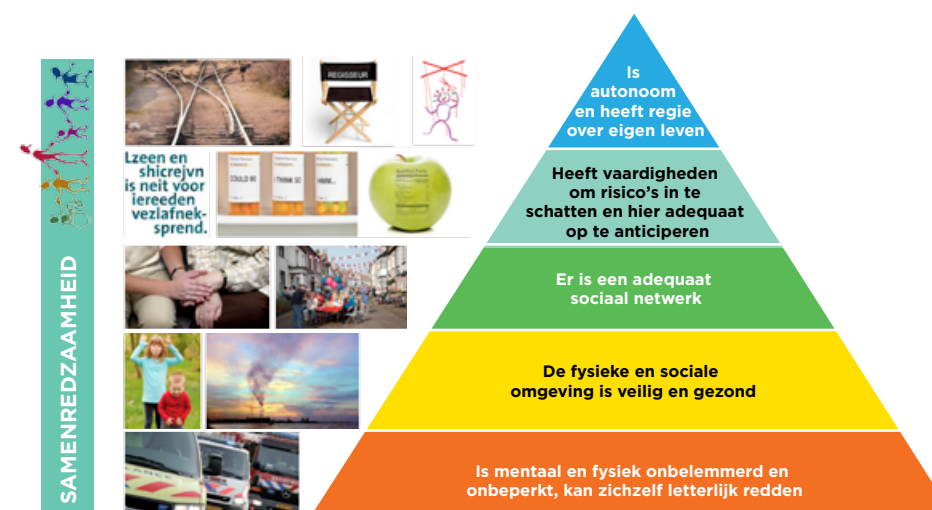 SAMENREDZAAMHEID
REGISSEUR
Lzeen en
shicrejvn
is neit voor
iereeden
vezlafnek-
sprend.
COULD BE
I THINK SO
HMM...
Is
autonoom
en heeft regie
over eigen leven
Heeft vaardigheden
om risico's in te
schatten en hier adequaat
op te anticiperen
Er is een adequaat
sociaal netwerk
De fysieke en sociale
omgeving is veilig en gezond
Is mentaal en fysiek onbelemmerd en
onbeperkt, kan zichzelf letterlijk redden